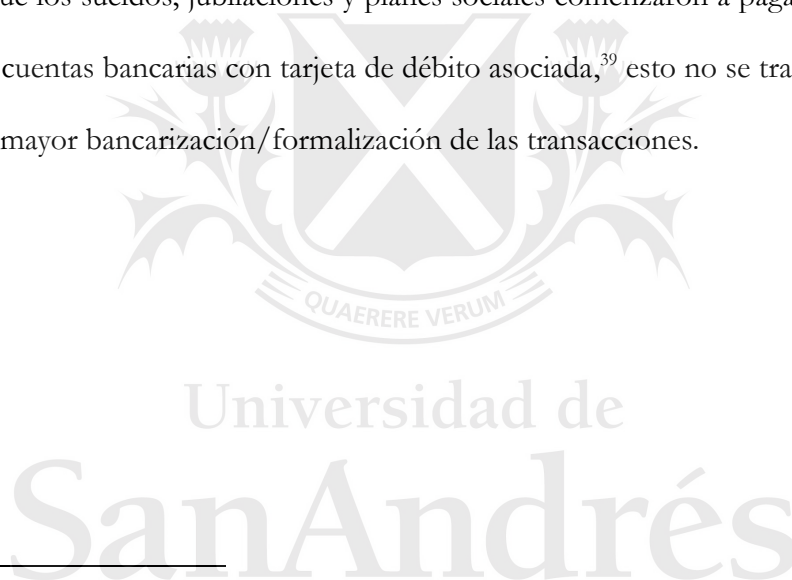 de los sueldos, jubilaciones y planes sociales comenzaron a paga
cuentas bancarias con tarjeta de débito asociada,³⁹ esto no se tra
mayor bancarización/formalización de las transacciones.
QUAERERE VERUM
Universidad de
SanAndrés